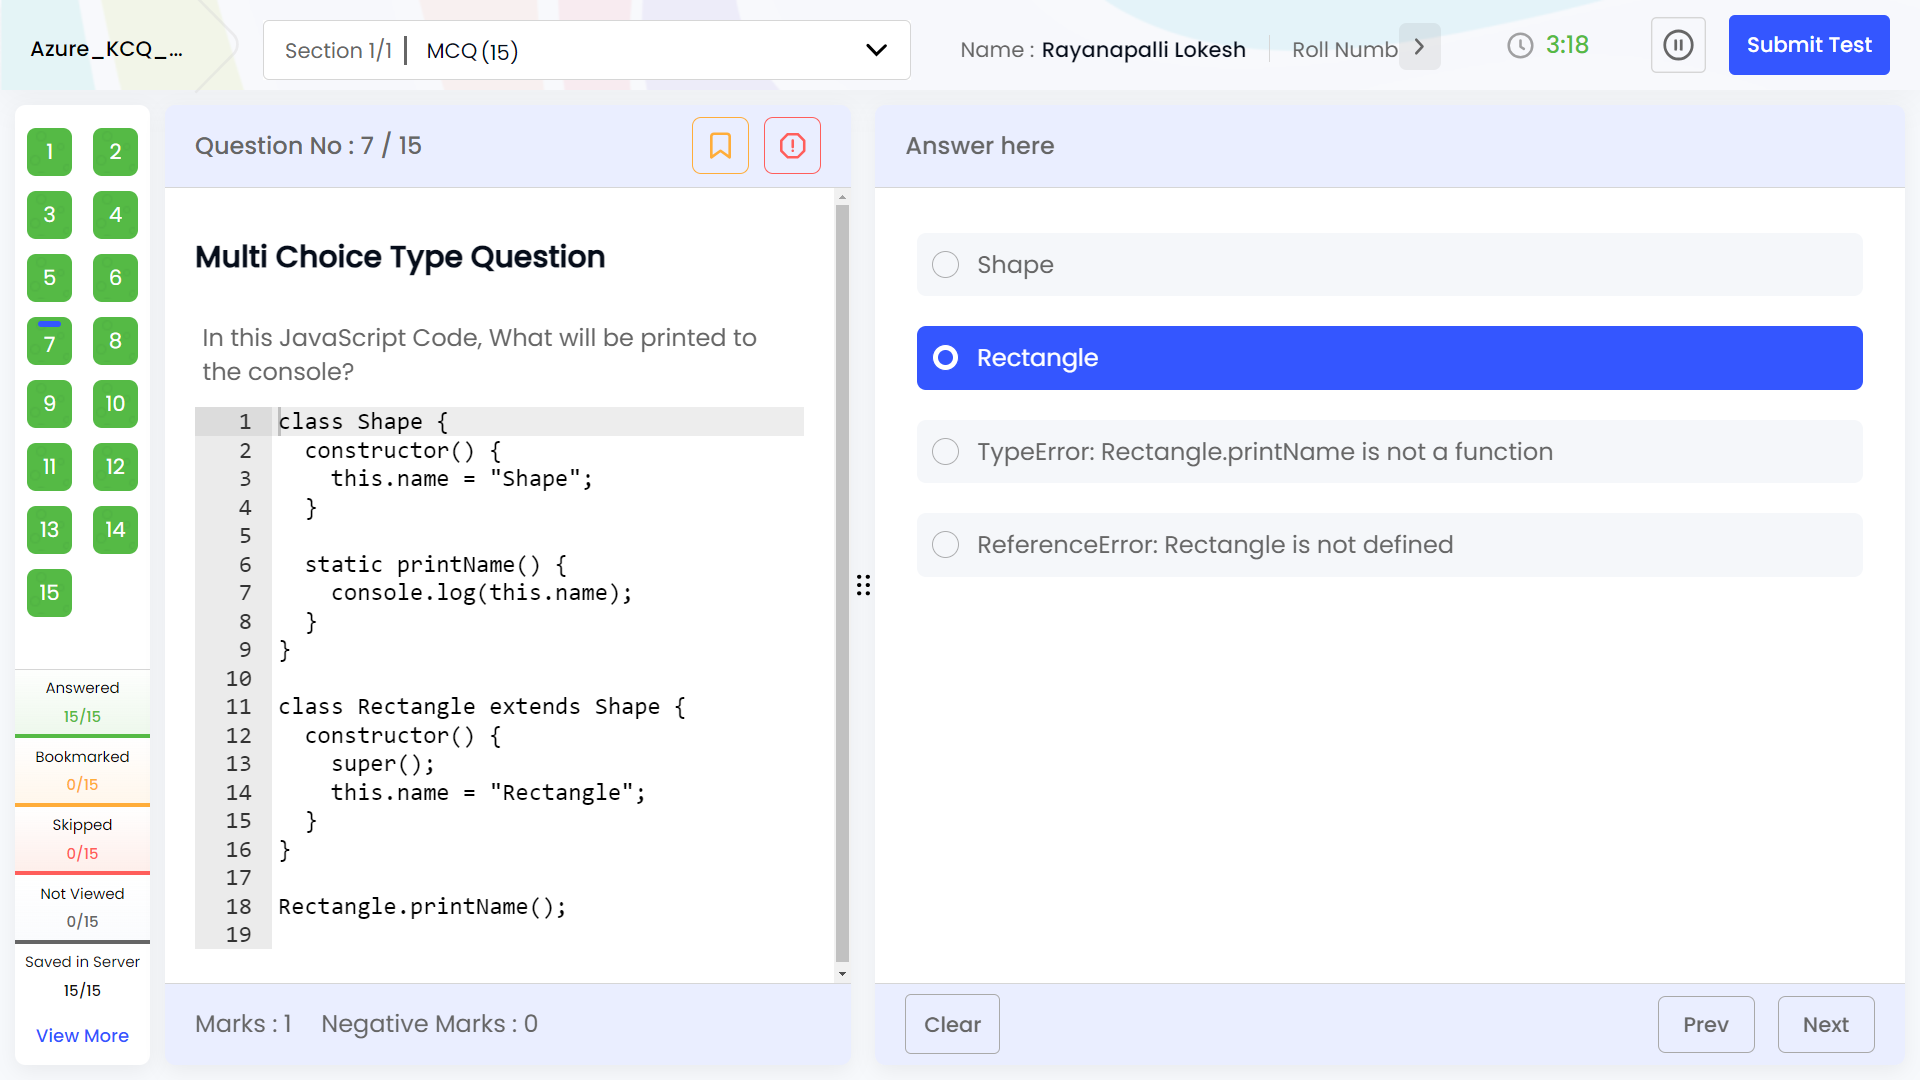 Azure_KCQ_...
Section 1/1 | MCQ (15)
Name : Rayanapalli Lokesh
Roll Numb
3:18
Submit Test
1 2
3 4
5 6
7 8
9 10
11 12
13 14
15
Answered
15/15
Bookmarked
0/15
Skipped
0/15
Not Viewed
0/15
Saved in Server
15/15
View More
Question No : 7 / 15
Multi Choice Type Question
In this JavaScript Code, What will be printed to
the console?
1 class Shape {
2   constructor() {
3     this.name = "Shape";
4   }
5
6   static printName() {
7     console.log(this.name);
8   }
9 }
10
11 class Rectangle extends Shape {
12   constructor() {
13     super();
14     this.name = "Rectangle";
15   }
16 }
17
18 Rectangle.printName();
19
Marks : 1 Negative Marks : 0
Answer here
Shape
Rectangle
TypeError: Rectangle.printName is not a function
ReferenceError: Rectangle is not defined
Clear
Prev
Next